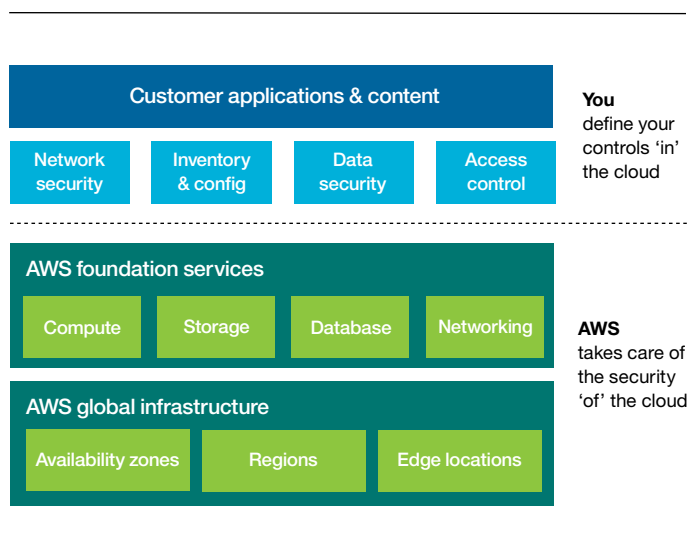 Customer applications & content
Network
security
Inventory
& config
Data
security
Access
control
You
define your
controls ‘in’
the cloud
AWS foundation services
Compute
Storage
Database
Networking
AWS global infrastructure
Availability zones
Regions
Edge locations
AWS
takes care of
the security
‘of’ the cloud